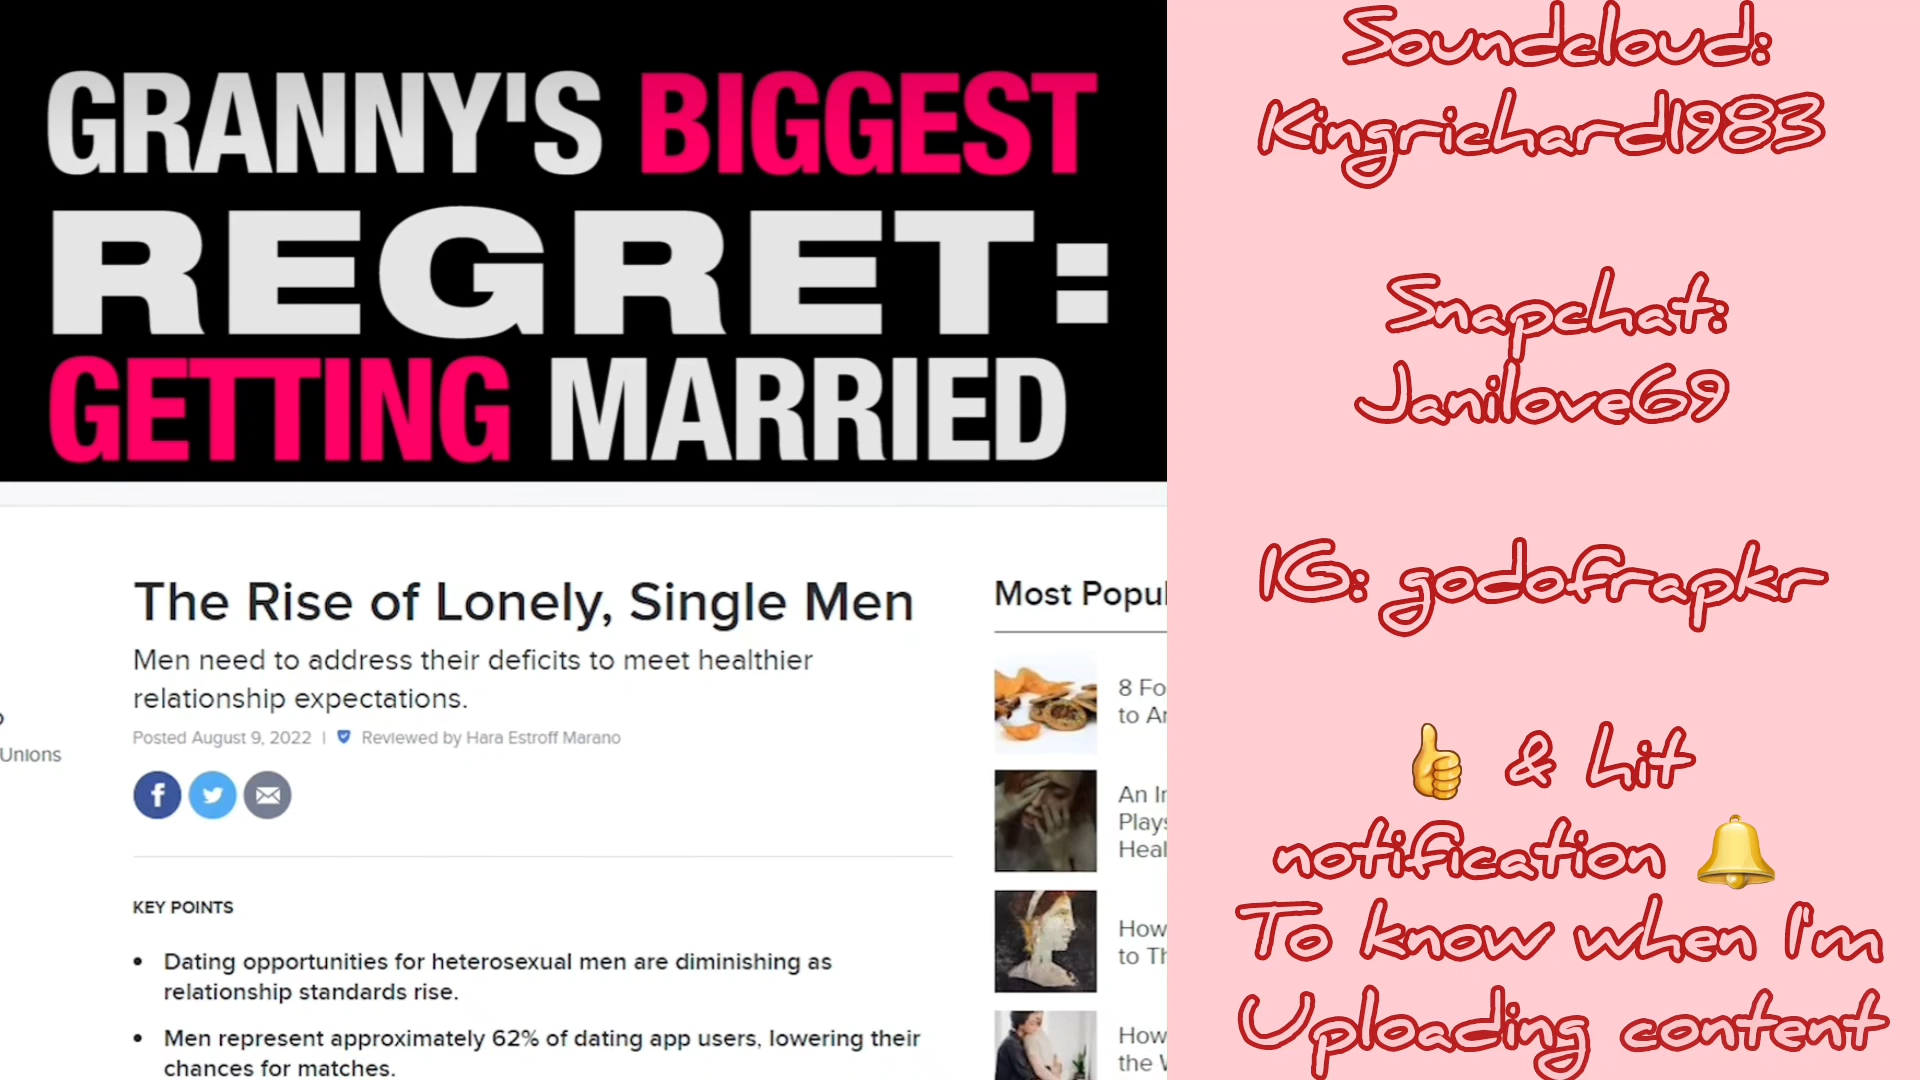 GRANNY'S BIGGEST
REGRET:
GETTING MARRIED
The Rise of Lonely, Single Men
Men need to address their deficits to meet healthier
relationship expectations.
Posted August 9, 2022 | Reviewed by Hara Estroff Marano
Unions
KEY POINTS
• Dating opportunities for heterosexual men are diminishing as
relationship standards rise.
• Men represent approximately 62% of dating app users, lowering their
chances for matches.
Most Popul
8 Fo
to Ar
An Ir
Plays
Heal
How
to Th
How
the W
Soundcloud:
Kingrichard1983
Snapchat:
Janilove69
IG: godofrapkr
👍 & hit
notification 🔔
To know when I'm
Uploading content